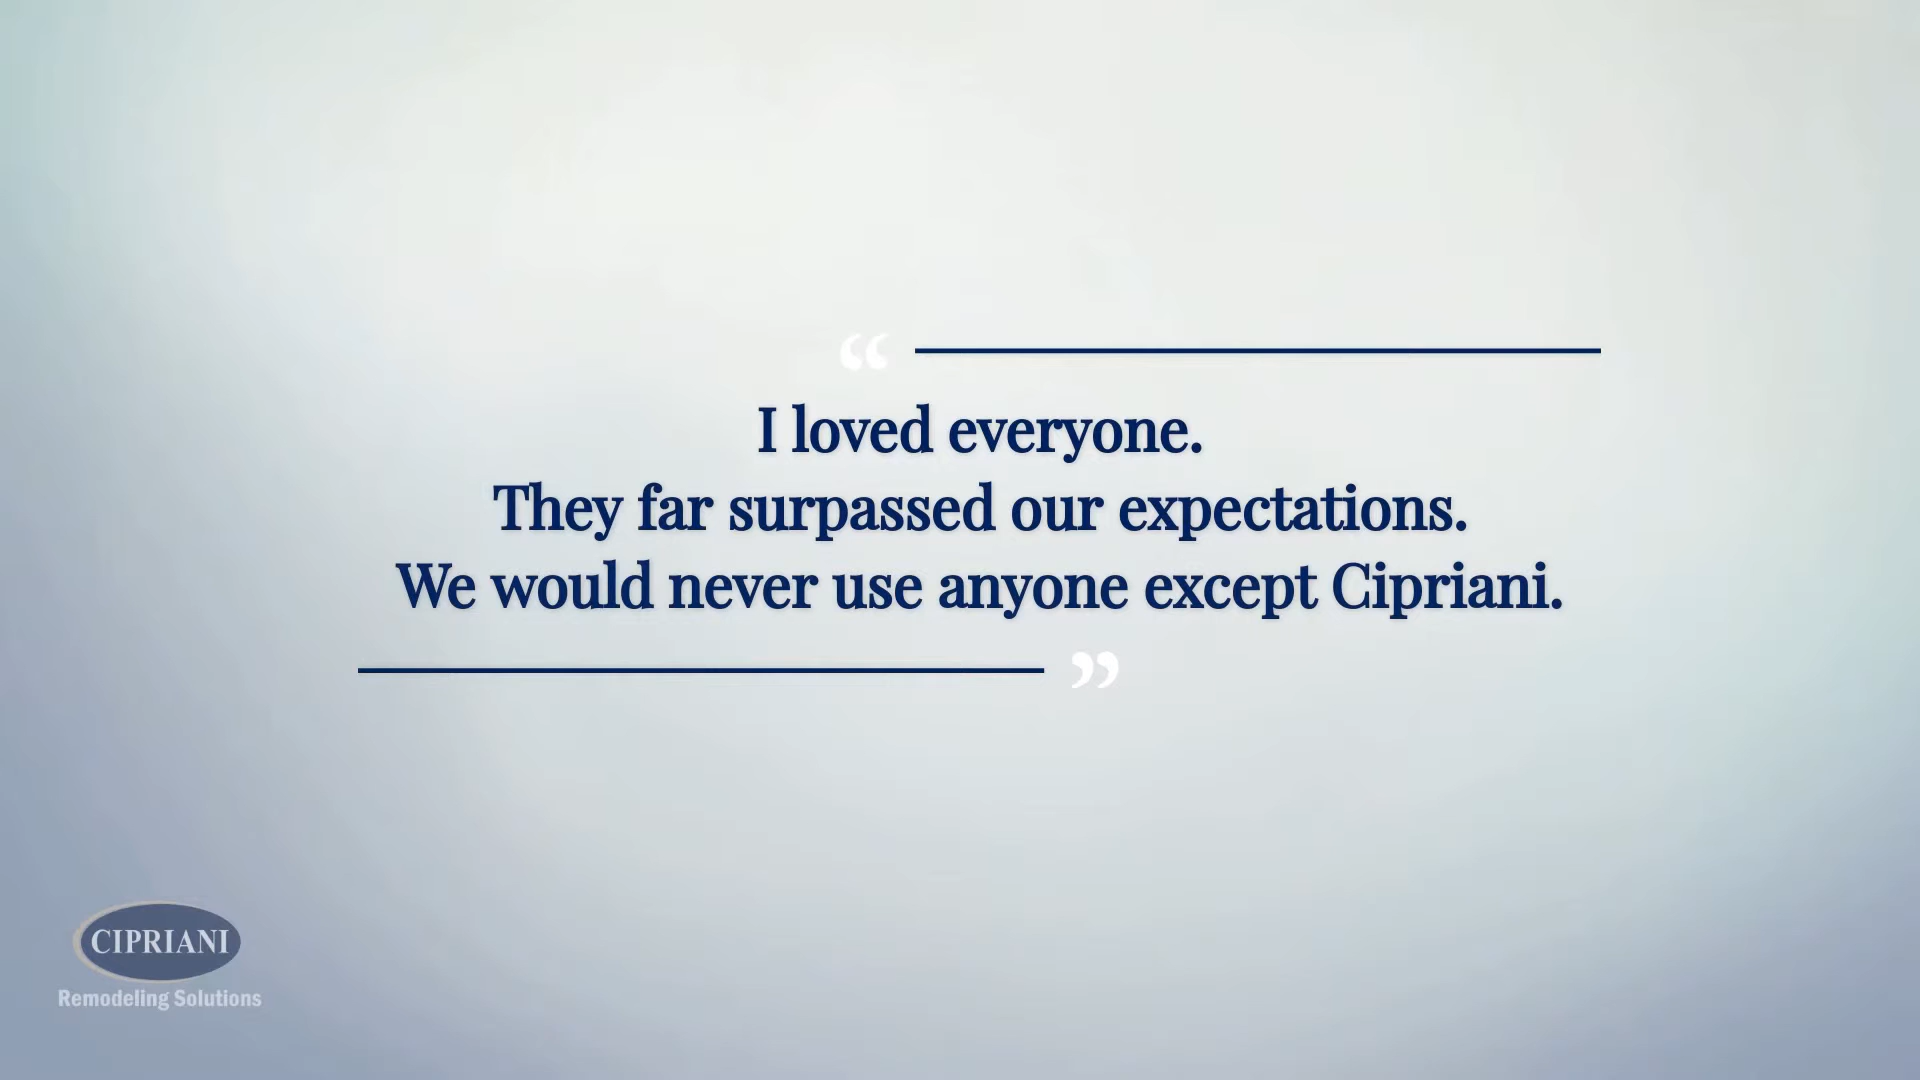 “
I loved everyone.
They far surpassed our expectations.
We would never use anyone except Cipriani.
”
CIPRIANI
Remodeling Solutions